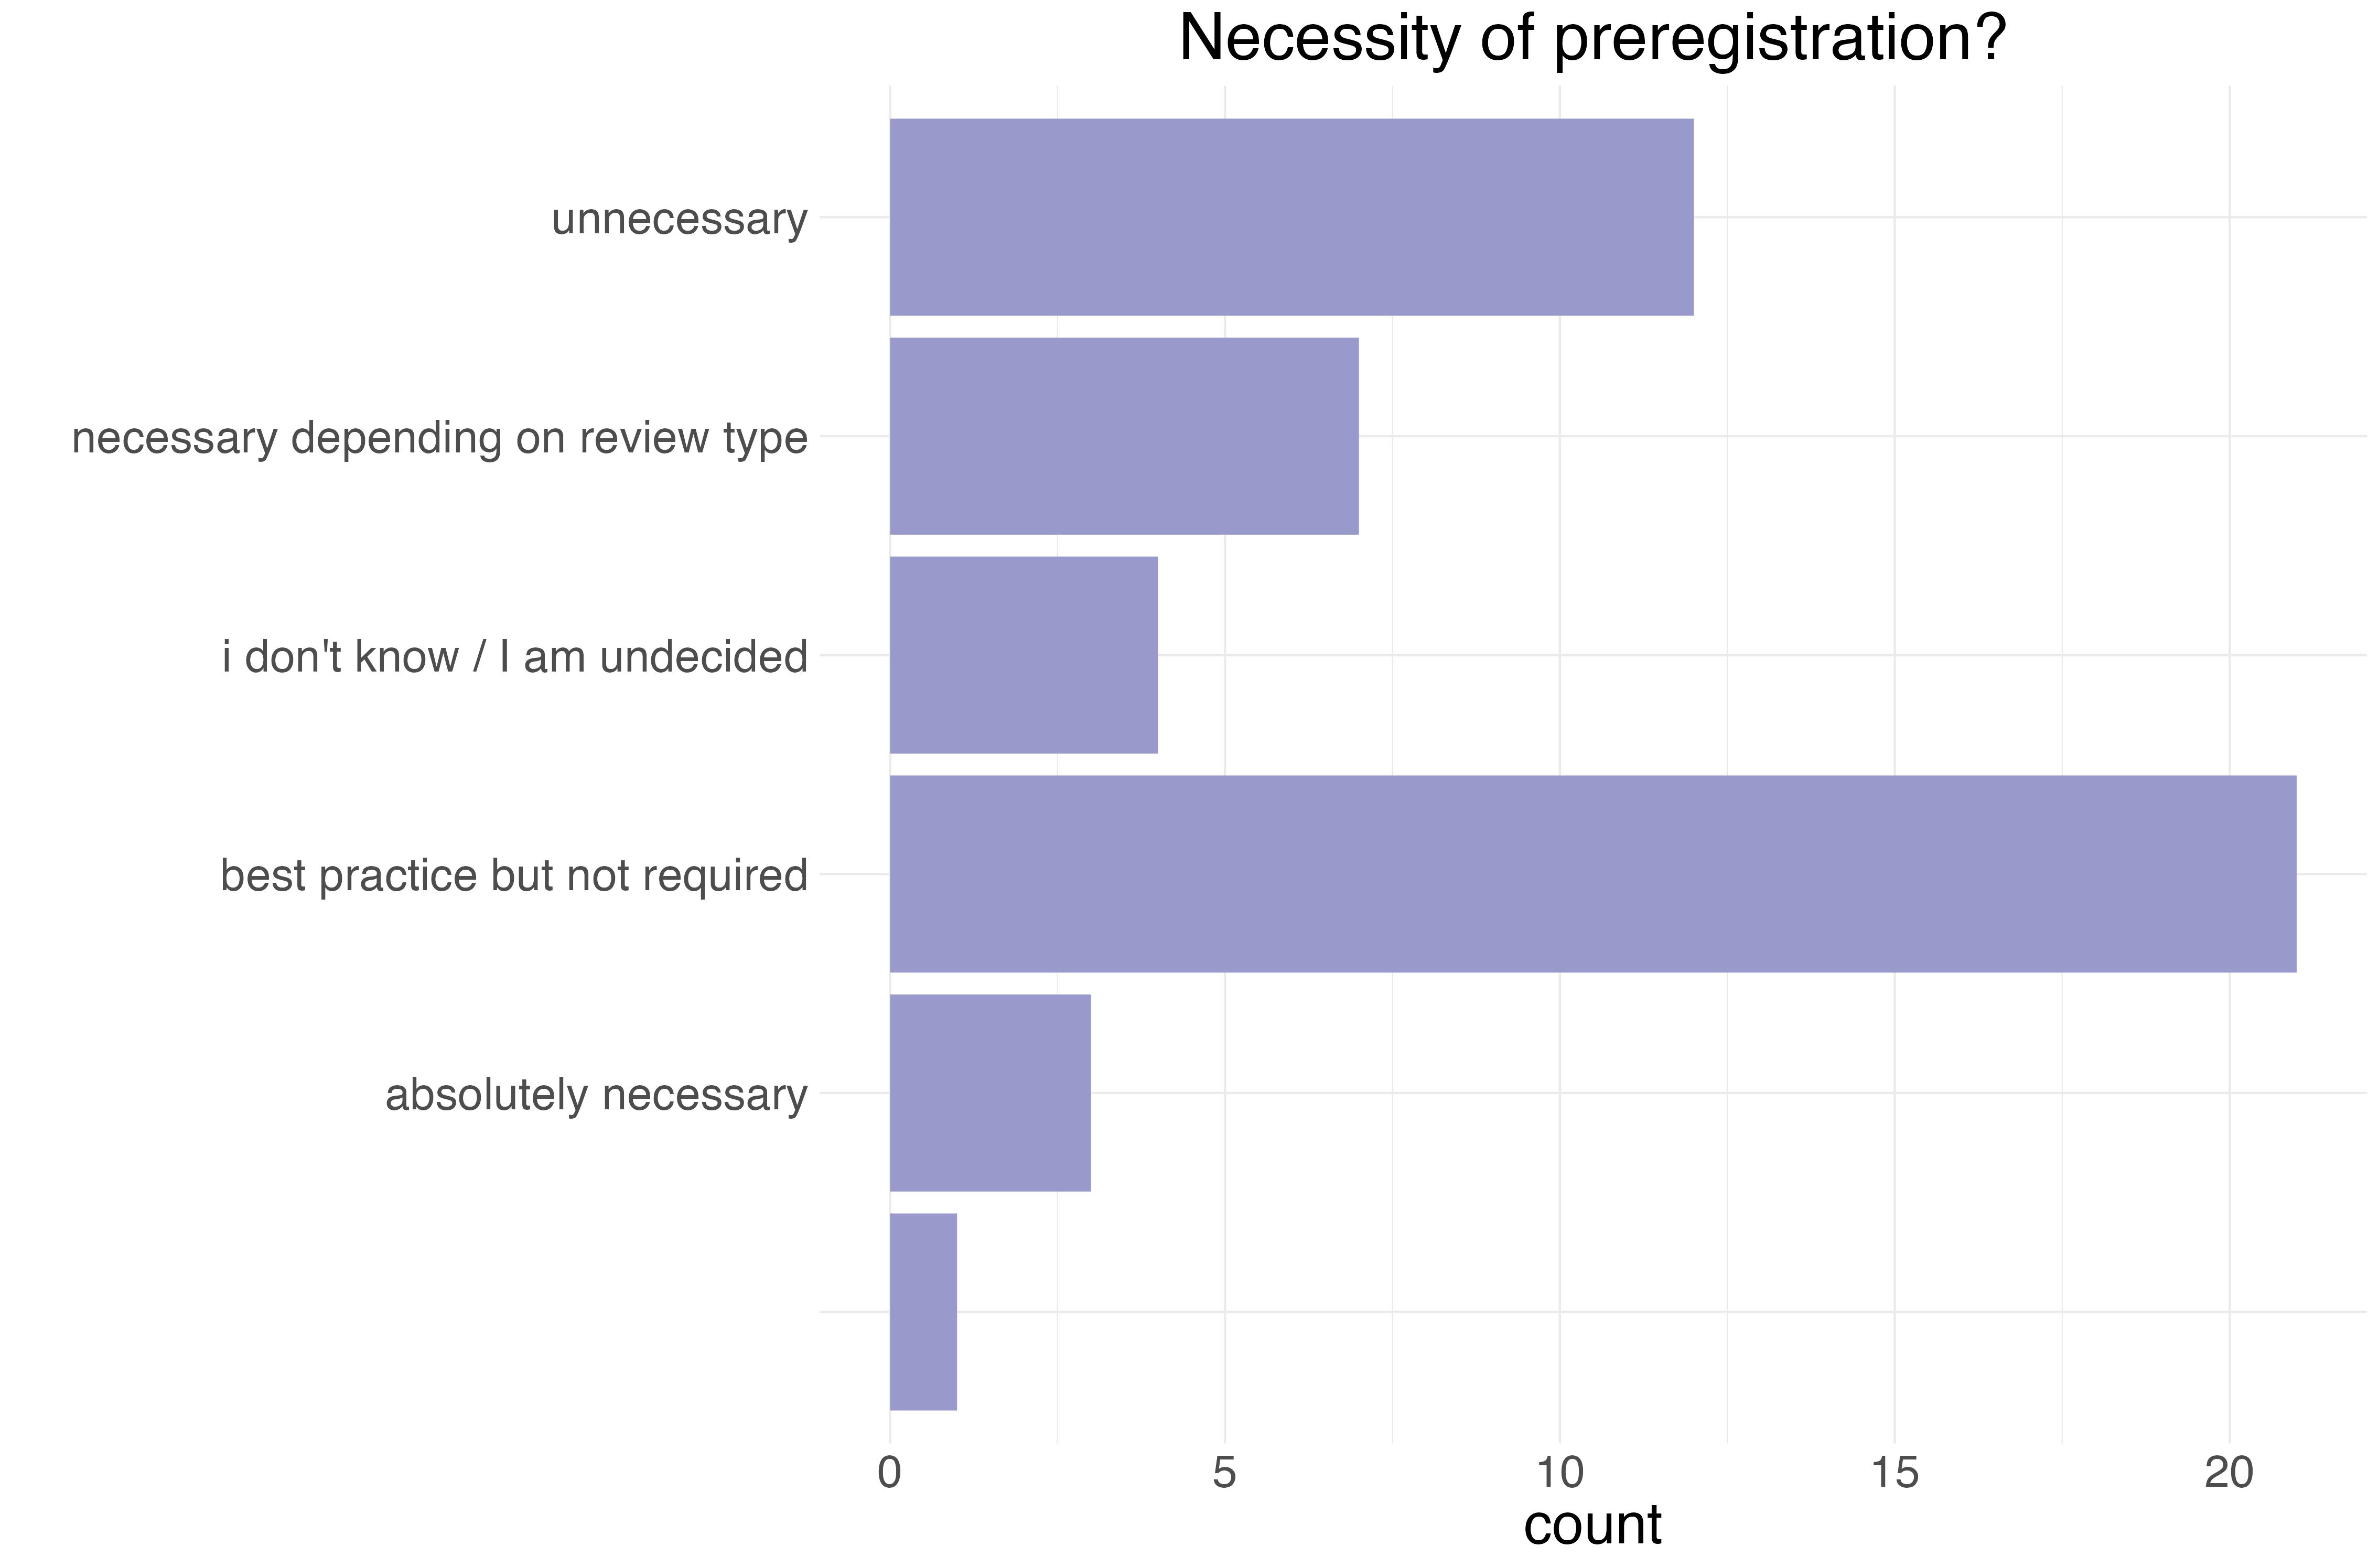 Necessity of preregistration?
unnecessary
necessary depending on review type
i don't know / I am undecided
best practice but not required
absolutely necessary
0 5 10 15 20
count